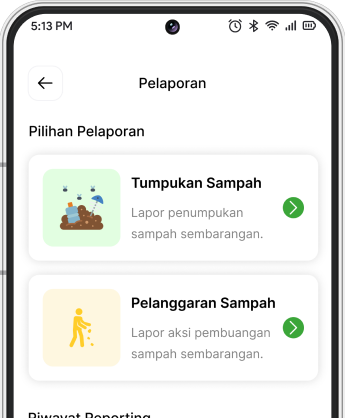 5:13 PM
Pelaporan
Pilihan Pelaporan
Tumpukan Sampah
Lapor penumpukan
sampah sembarangan.
Pelanggaran Sampah
Lapor aksi pembuangan
sampah sembarangan.
Riwayat Reporting